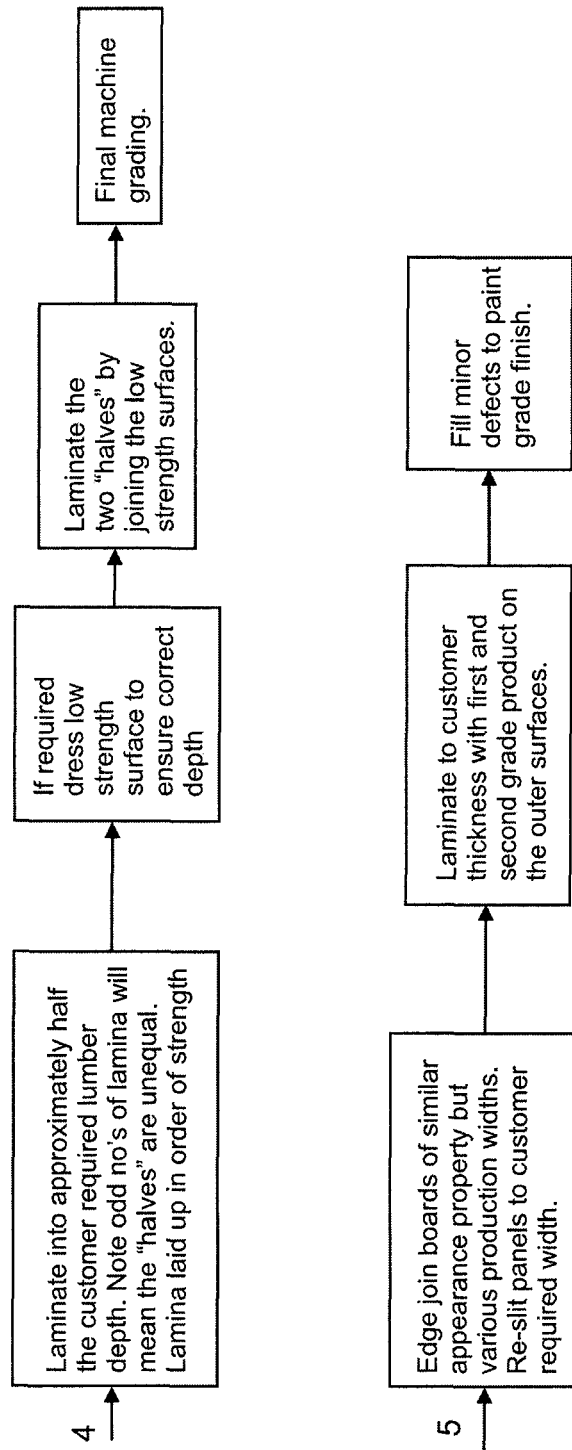 4
Laminate into approximately half
the customer required lumber
depth. Note odd no's of lamina will
mean the “halves” are unequal.
Lamina laid up in order of strength
If required
dress low
strength
surface to
ensure correct
depth
Laminate the
two “halves” by
joining the low
strength surfaces.
Final machine
grading.
5
Edge join boards of similar
appearance property but
various production widths.
Re-slit panels to customer
required width.
Laminate to customer
thickness with first and
second grade product on
the outer surfaces.
Fill minor
defects to paint
grade finish.